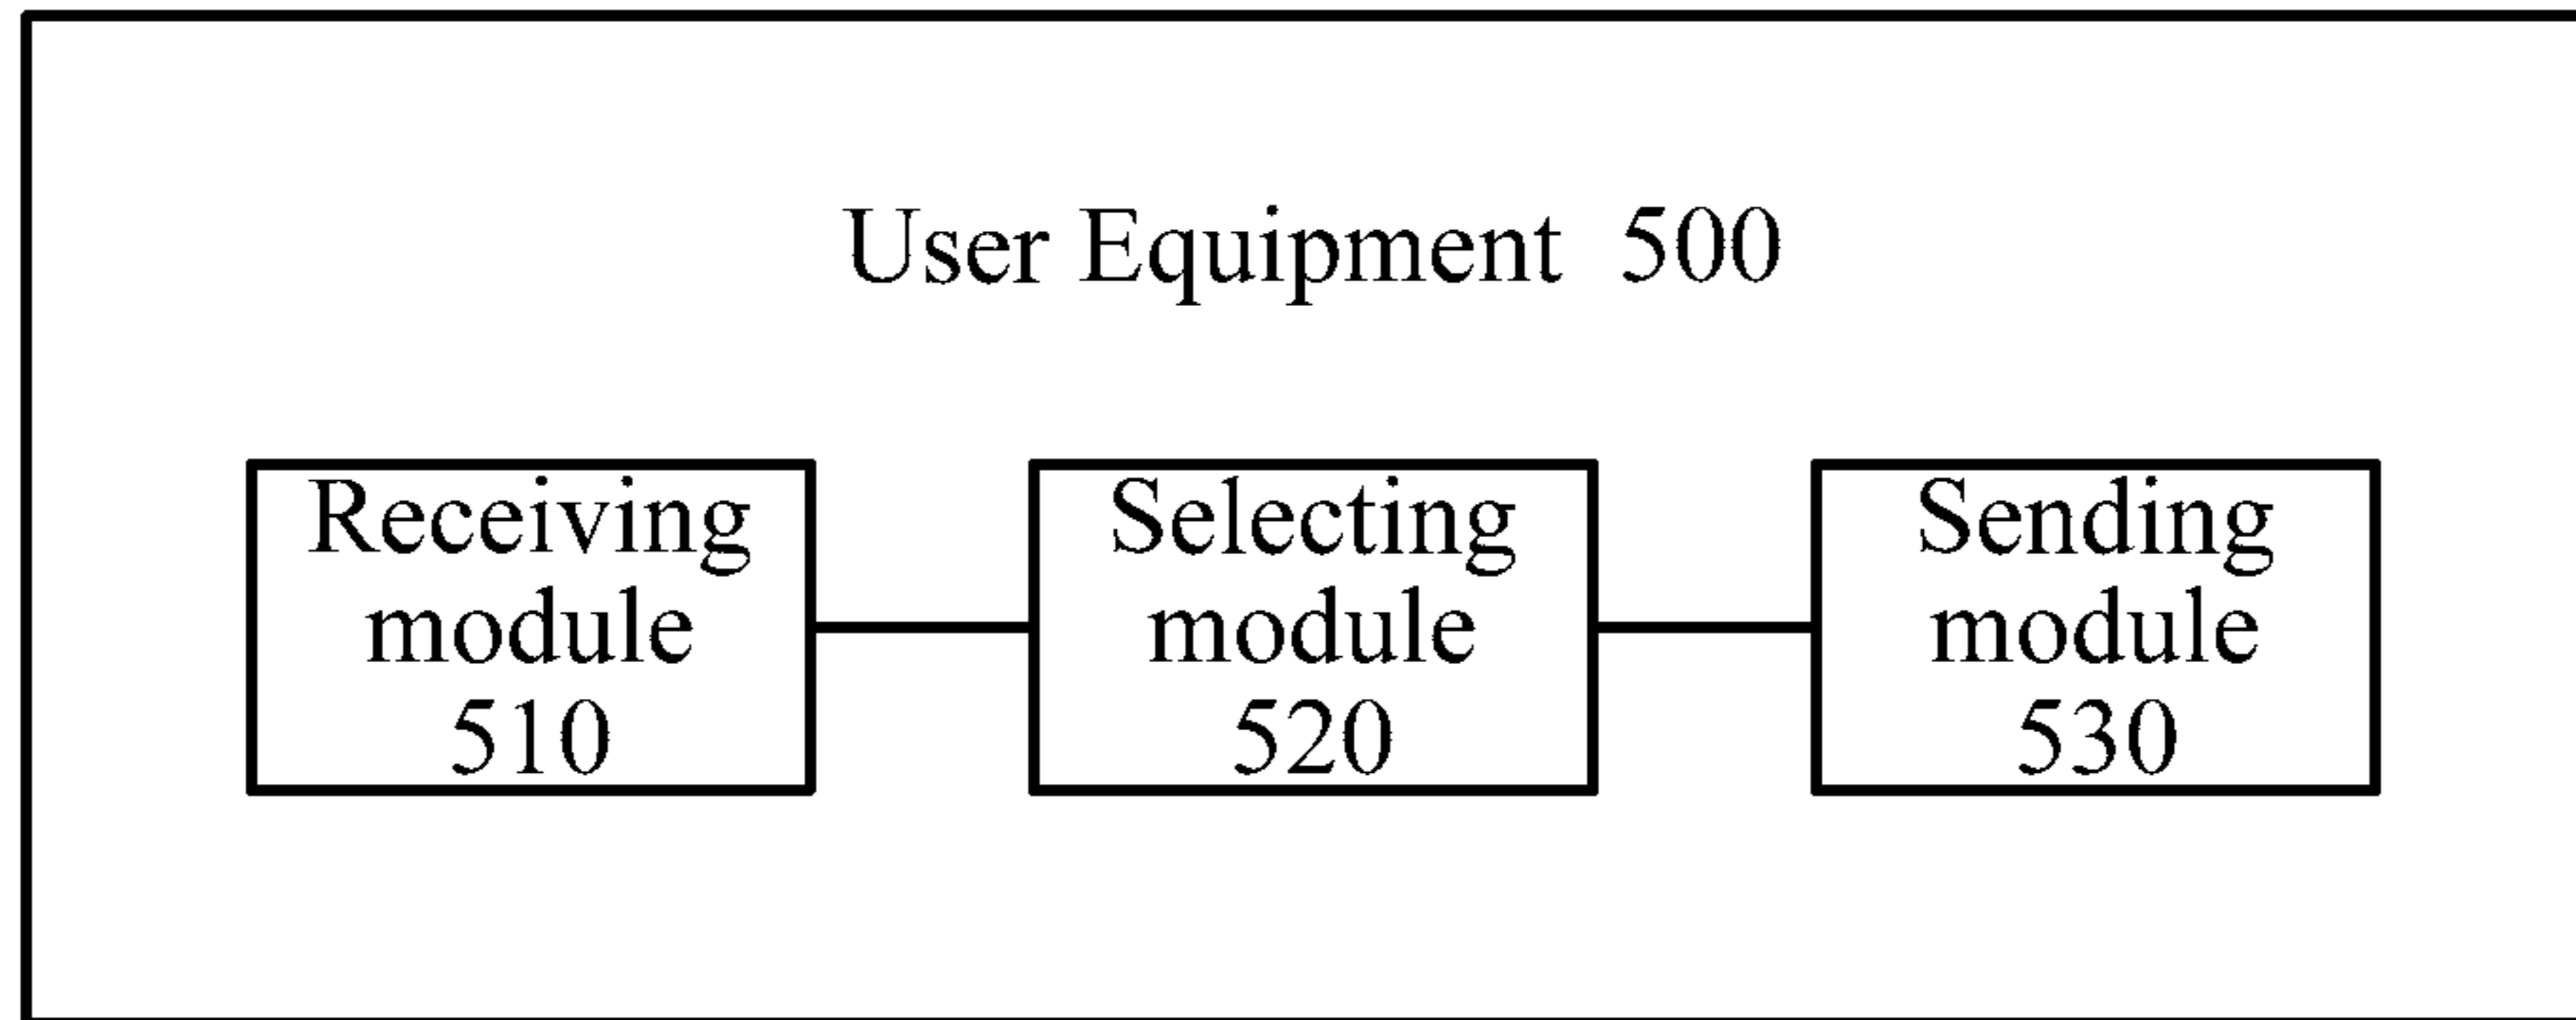 User Equipment 500
Receiving
module
510
Selecting
module
520
Sending
module
530